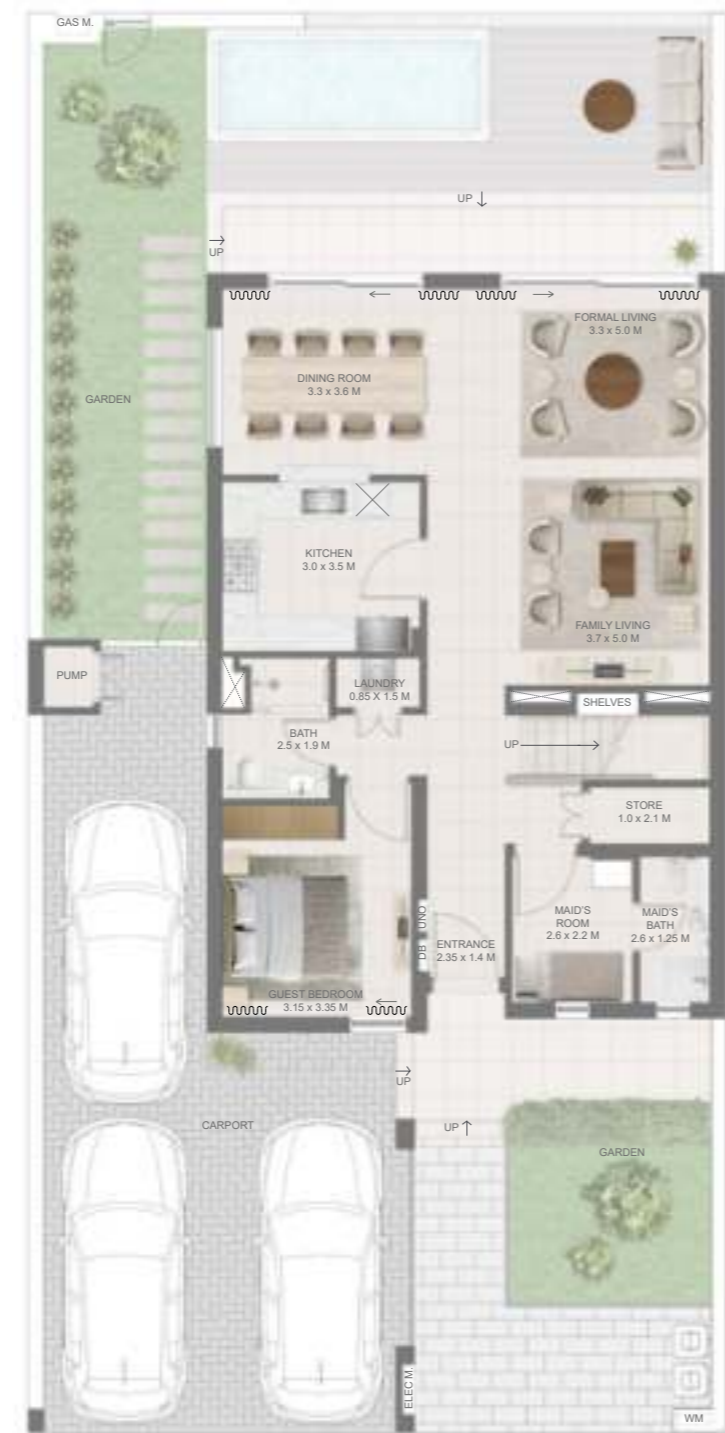 GAS M.
UP
UP
FORMAL LIVING
3.3 x 5.0 M
DINING ROOM
3.3 x 3.6 M
GARDEN
KITCHEN
3.0 x 3.5 M
FAMILY LIVING
3.7 x 5.0 M
PUMP
LAUNDRY
0.85 X 1.5 M
SHELVES
BATH
2.5 x 1.9 M
UP
STORE
1.0 x 2.1 M
MAID'S
ROOM
2.6 x 2.2 M
MAID'S
BATH
2.6 x 1.25 M
DB UNO
ENTRANCE
2.35 x 1.4 M
GUEST BEDROOM
3.15 x 3.35 M
UP
CARPORT
UP
GARDEN
ELEC M.
WM